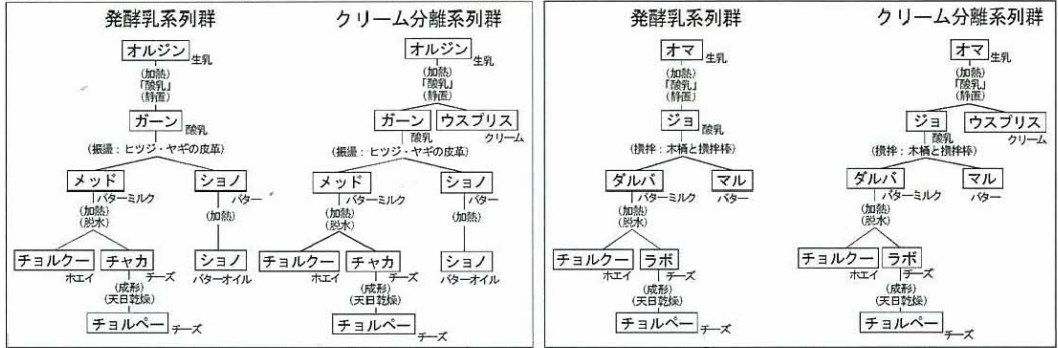 発酵乳系列群
オルジン 生乳
(加熱)
「酸乳」
(静置)
ガーン 酸乳
(振盪：ヒツジ・ヤギの皮革)
メッド バターミルク
ショノ バター
(加熱)
(脱水)
(加熱)
チョルクー ホエイ
チャカ チーズ
ショノ バターオイル
(成形)
(天日乾燥)
チョルペー チーズ
クリーム分離系列群
オルジン 生乳
(加熱)
「酸乳」
(静置)
ガーン 酸乳
ウスプリス クリーム
(振盪：ヒツジ・ヤギの皮革)
メッド バターミルク
ショノ バター
(加熱)
(脱水)
(加熱)
チョルクー ホエイ
チャカ チーズ
ショノ バターオイル
(成形)
(天日乾燥)
チョルペー チーズ
発酵乳系列群
オマ 生乳
(加熱)
「酸乳」
(静置)
ジョ 酸乳
(撹拌：木桶と撹拌棒)
ダルバ バターミルク
マル バター
(加熱)
(脱水)
チョルクー ホエイ
ラボ チーズ
(成形)
(天日乾燥)
チョルペー チーズ
クリーム分離系列群
オマ 生乳
(加熱)
「酸乳」
(静置)
ジョ 酸乳
ウスプリス クリーム
(撹拌：木桶と撹拌棒)
ダルバ バターミルク
マル バター
(加熱)
(脱水)
チョルクー ホエイ
ラボ チーズ
(成形)
(天日乾燥)
チョルペー チーズ